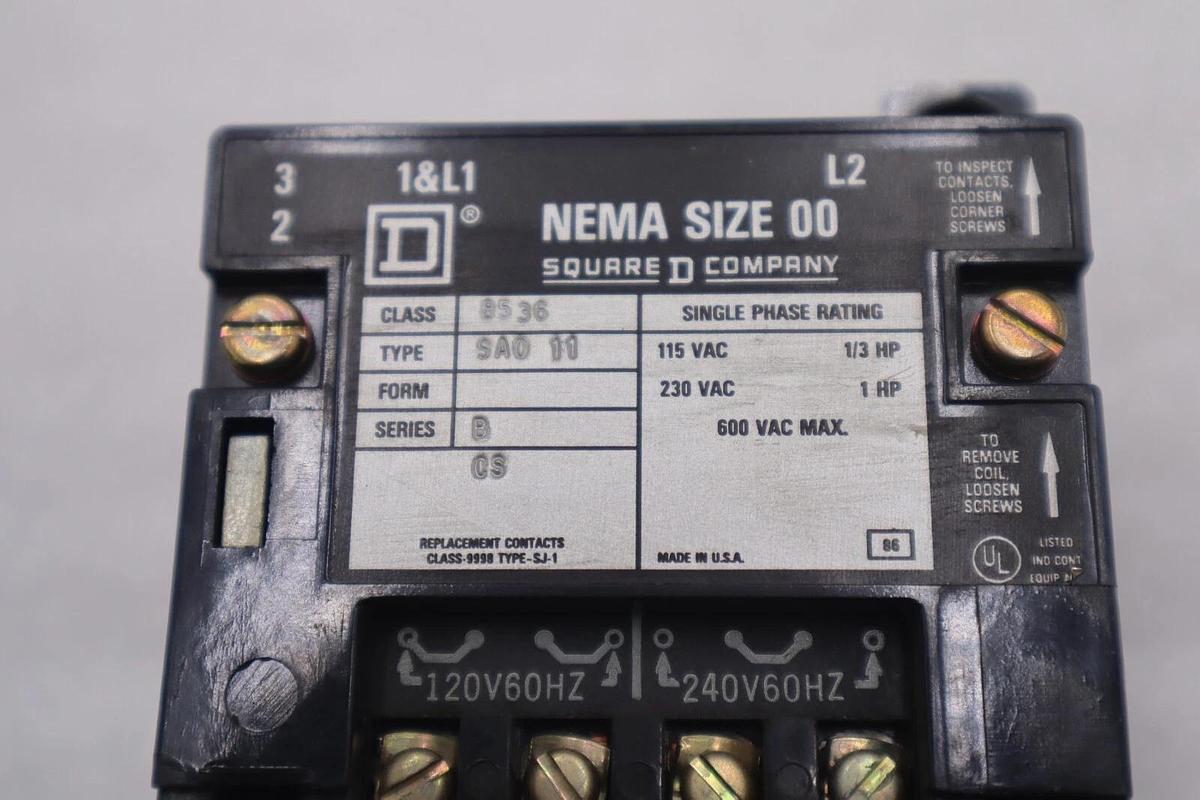 3 1&L1 L2
2
D ®
NEMA SIZE 00
SQUARE D COMPANY
TO INSPECT
CONTACTS,
LOOSEN
CORNER
SCREWS
CLASS 8536
TYPE SAO 11
FORM
SERIES B
CS
REPLACEMENT CONTACTS
CLASS-9998 TYPE-SJ-1
SINGLE PHASE RATING
115 VAC 1/3 HP
230 VAC 1 HP
600 VAC MAX.
MADE IN U.S.A.
86
TO
REMOVE
COIL,
LOOSEN
SCREWS
UL
LISTED
IND CONT
EQUIP
120V60HZ 240V60HZ